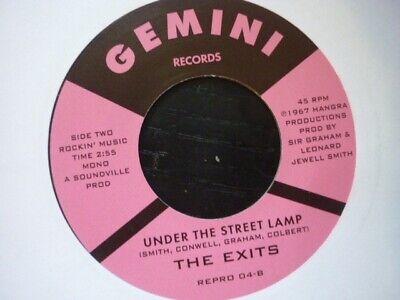 GEMINI
RECORDS
SIDE TWO
ROCKIN' MUSIC
TIME 2:55
MONO
A SOUNDVILLE
PROD
45 RPM
℗1967 HANGRA
PRODUCTIONS
PROD BY
SIR GRAHAM &
LEONARD
JEWELL SMITH
UNDER THE STREET LAMP
(SMITH, CONWELL, GRAHAM, COLBERT)
THE EXITS
REPRO 04-B